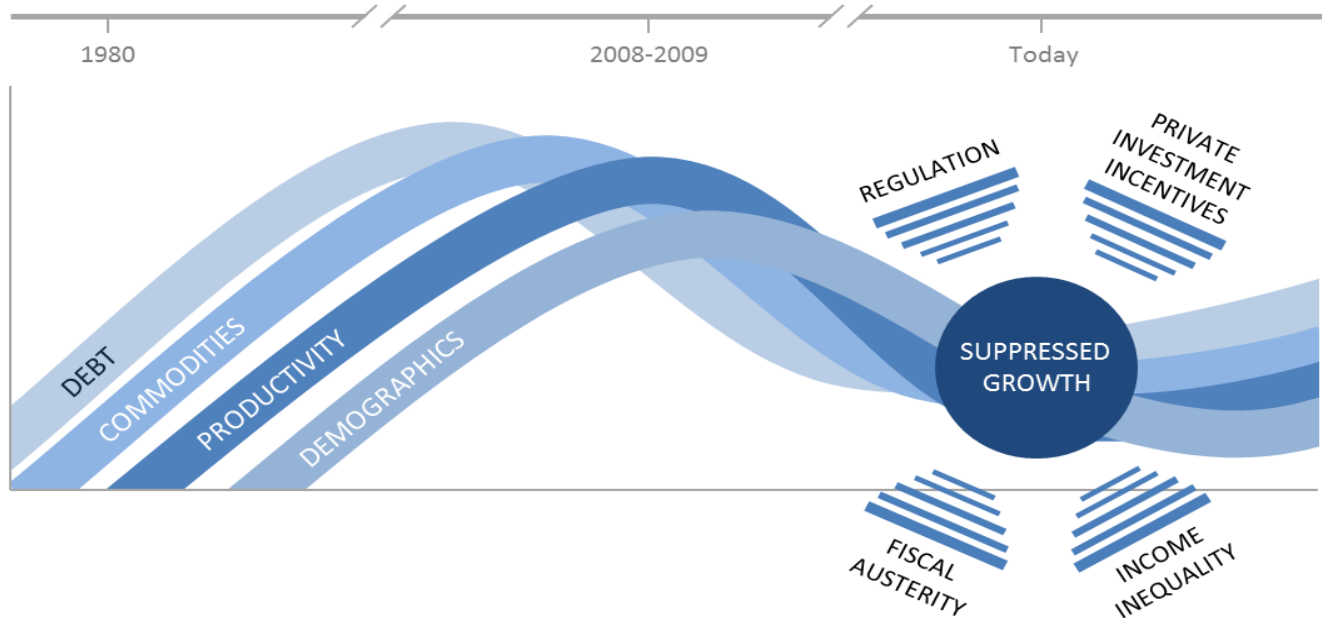 1980
2008-2009
Today
DEBT
COMMODITIES
PRODUCTIVITY
DEMOGRAPHICS
REGULATION
PRIVATE
INVESTMENT
INCENTIVES
SUPPRESSED
GROWTH
FISCAL
AUSTERITY
INCOME
INEQUALITY